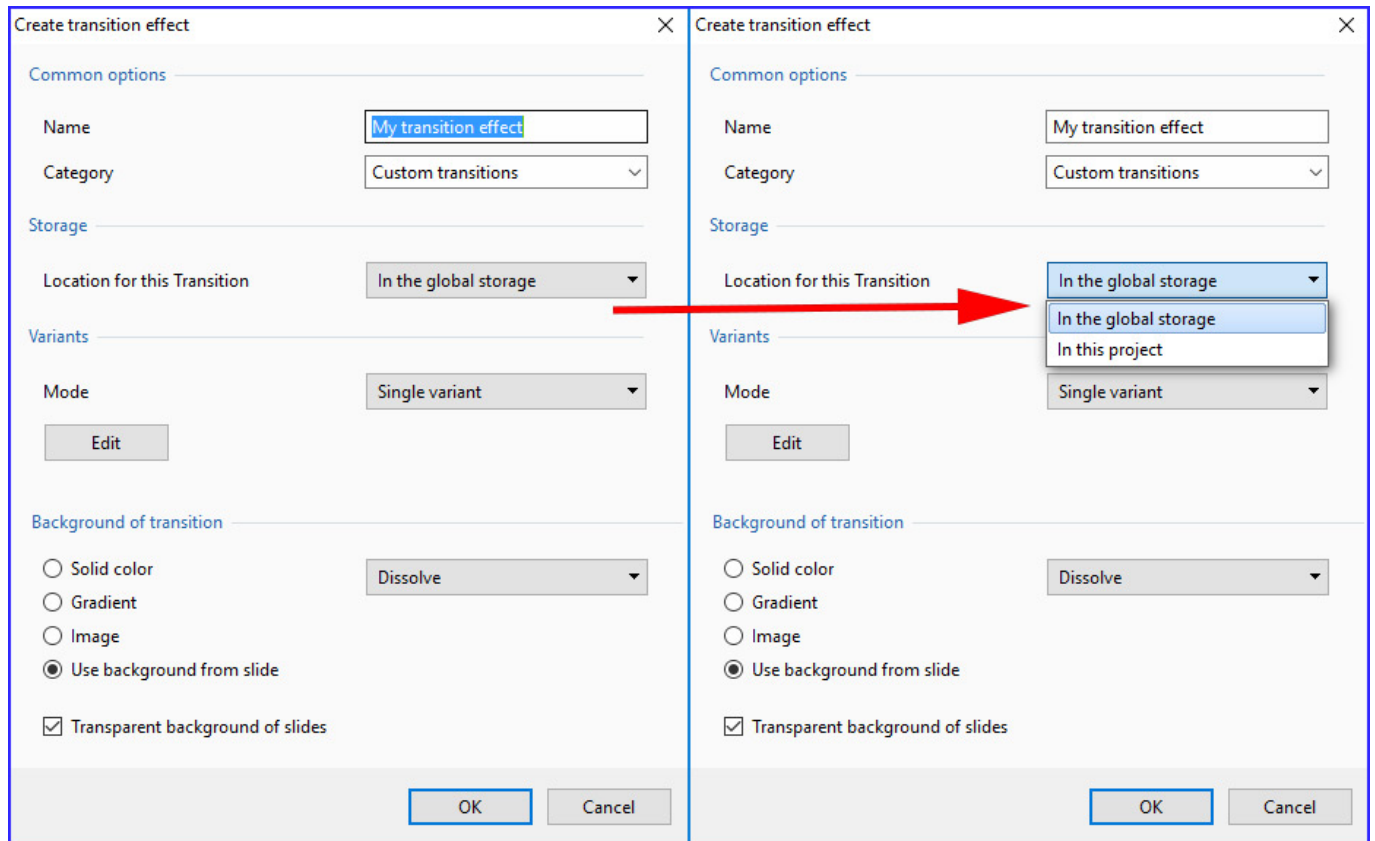 Create transition effect
Common options
Name My transition effect
Category Custom transitions
Storage
Location for this Transition In the global storage
Variants
Mode Single variant
Edit
Background of transition
Solid color Dissolve
Gradient
Image
Use background from slide
Transparent background of slides
OK Cancel
Create transition effect
Common options
Name My transition effect
Category Custom transitions
Storage
Location for this Transition In the global storage
In the global storage
In this project
Variants
Mode Single variant
Edit
Background of transition
Solid color Dissolve
Gradient
Image
Use background from slide
Transparent background of slides
OK Cancel